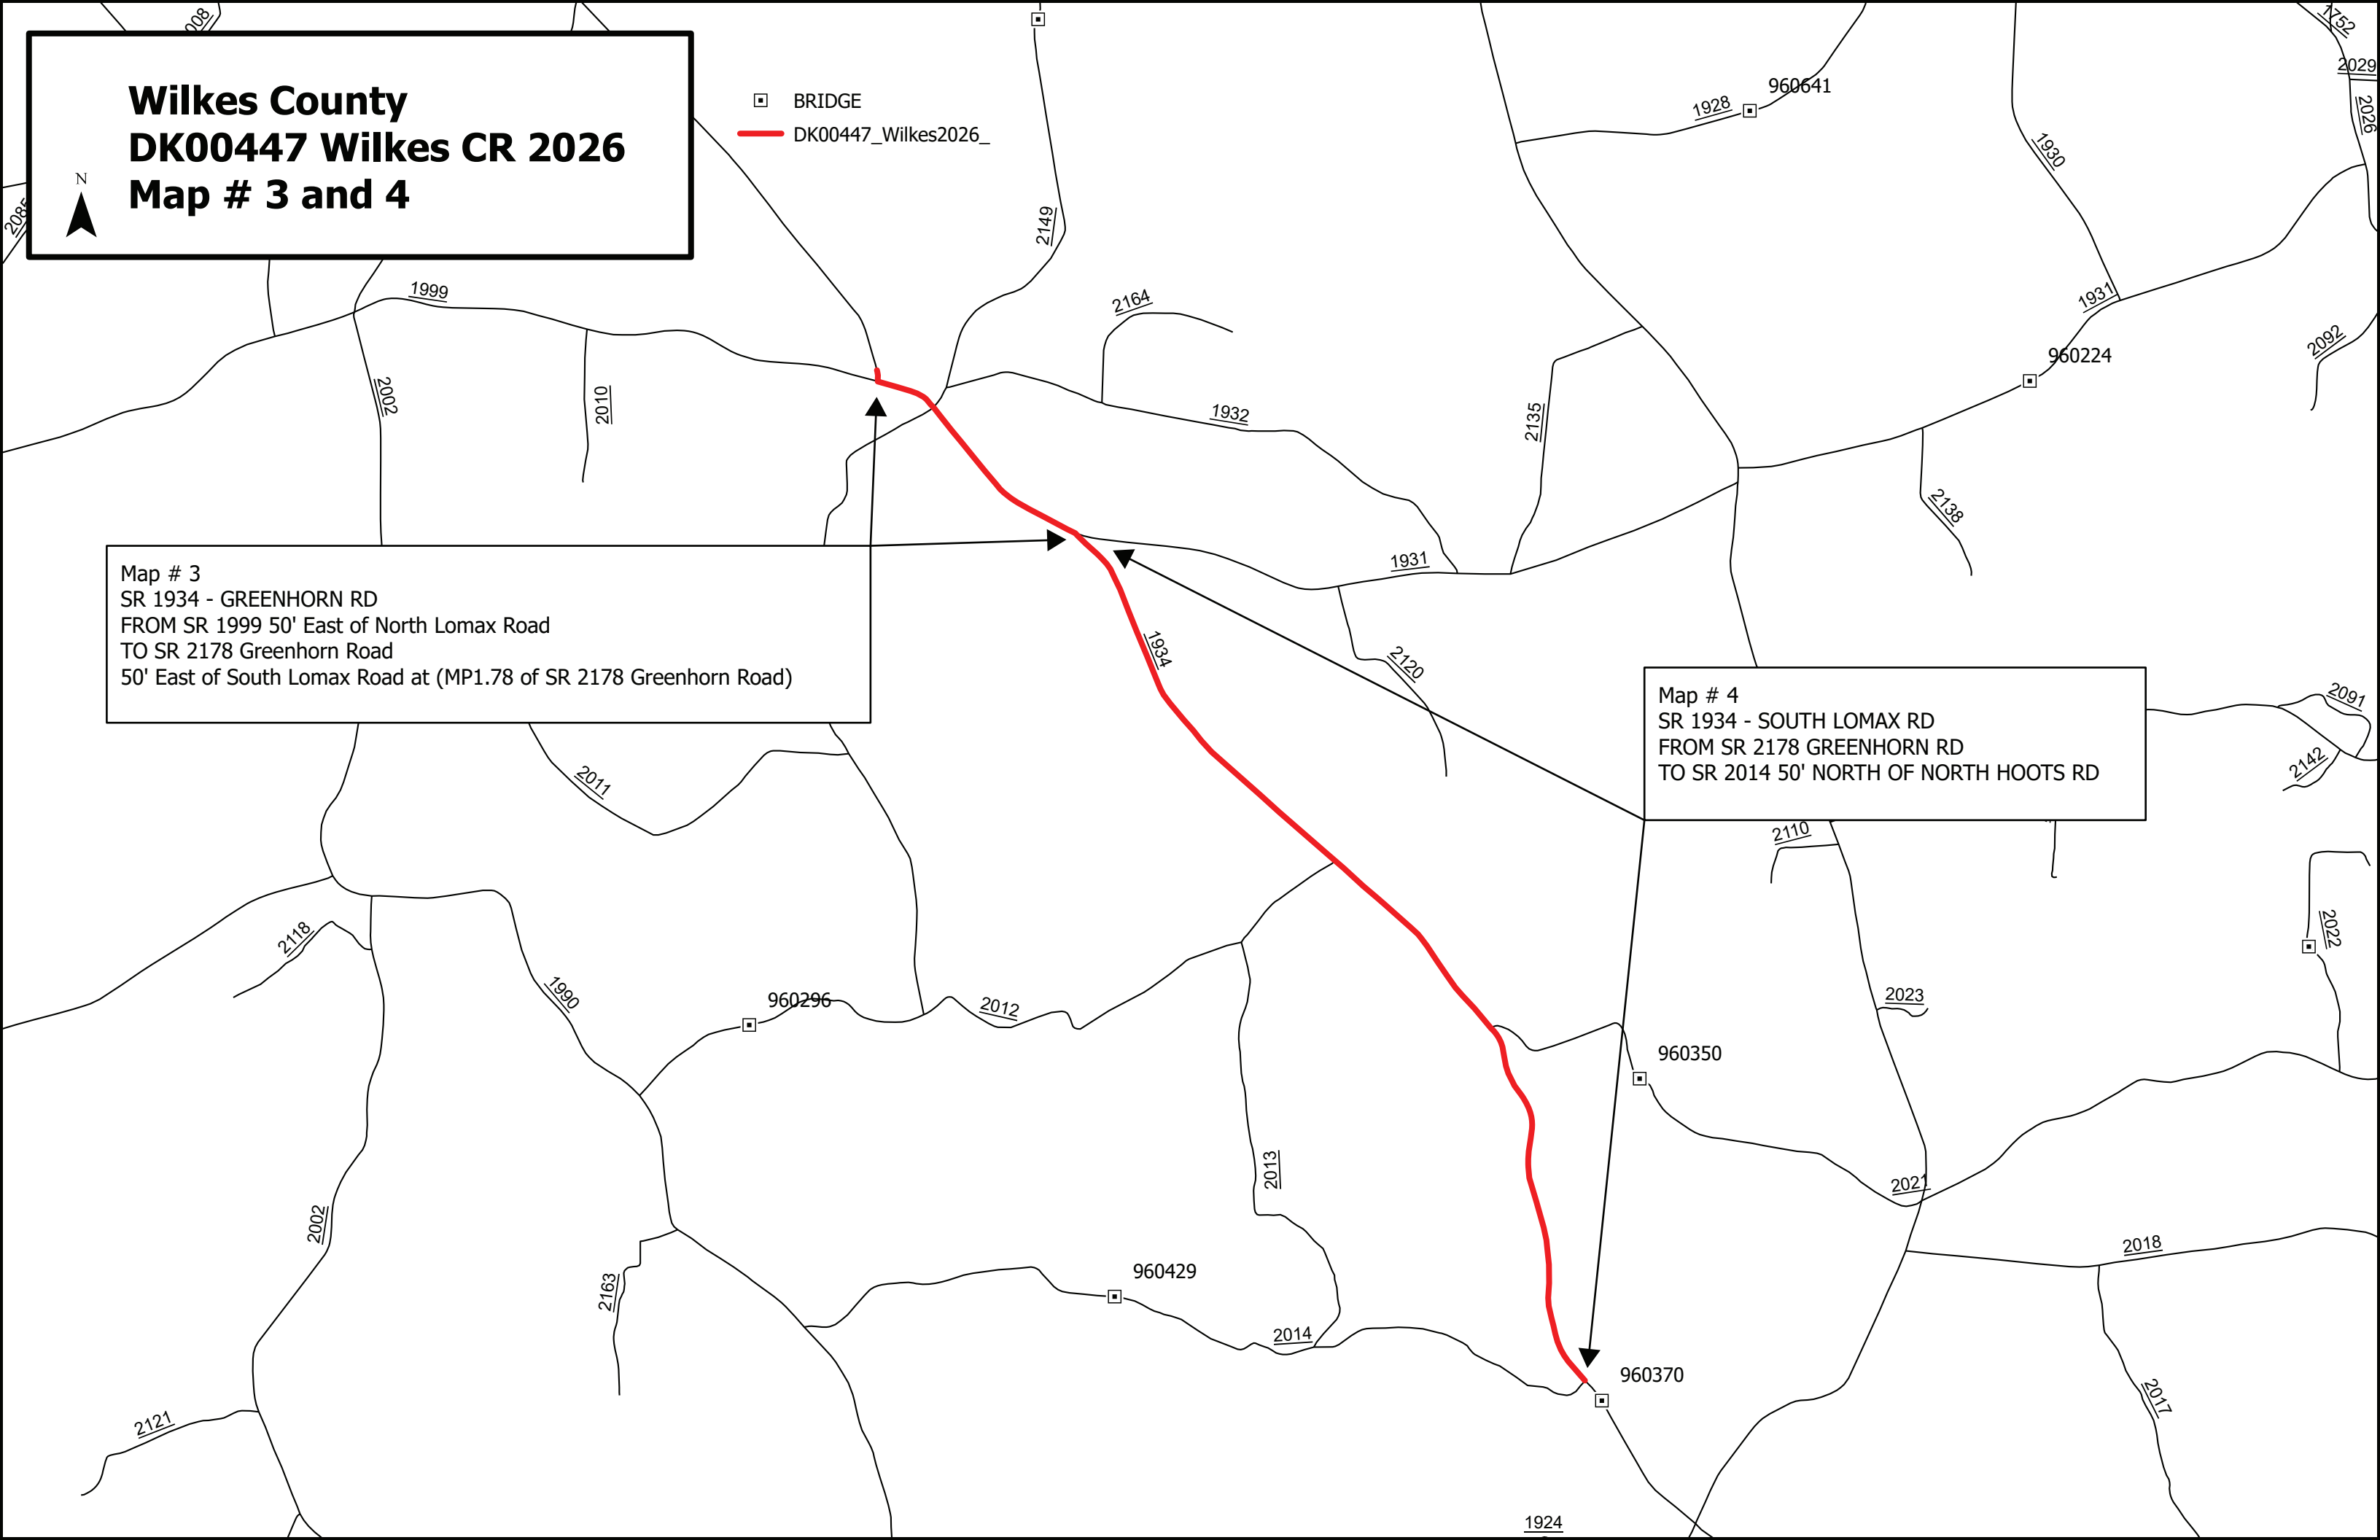 008
1752
2029
2026
2085
Wilkes County
DK00447 Wilkes CR 2026
Map # 3 and 4
N
BRIDGE
DK00447_Wilkes2026_
960641
1928
1930
2149
1999
2164
1931
960224
2092
2002
2010
1932
2135
2138
1931
Map # 3
SR 1934 - GREENHORN RD
FROM SR 1999 50' East of North Lomax Road
TO SR 2178 Greenhorn Road
50' East of South Lomax Road at (MP1.78 of SR 2178 Greenhorn Road)
1934
2120
Map # 4
SR 1934 - SOUTH LOMAX RD
FROM SR 2178 GREENHORN RD
TO SR 2014 50' NORTH OF NORTH HOOTS RD
2091
2142
2011
2110
2118
2022
1990
960296
2012
2023
960350
2013
2021
2002
2018
2163
960429
2014
960370
2017
2121
1924